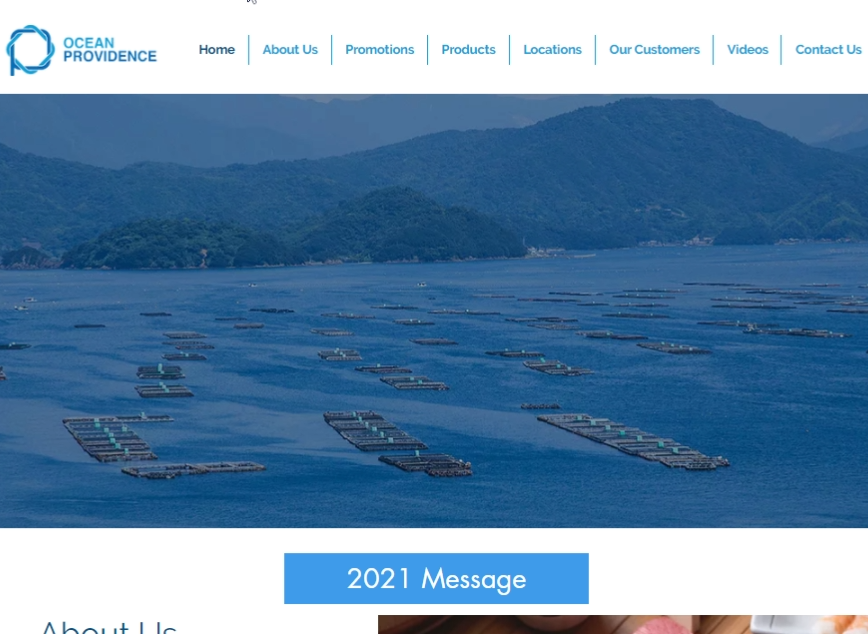 OCEAN
PROVIDENCE
Home About Us Promotions Products Locations Our Customers Videos Contact Us
2021 Message
About Us